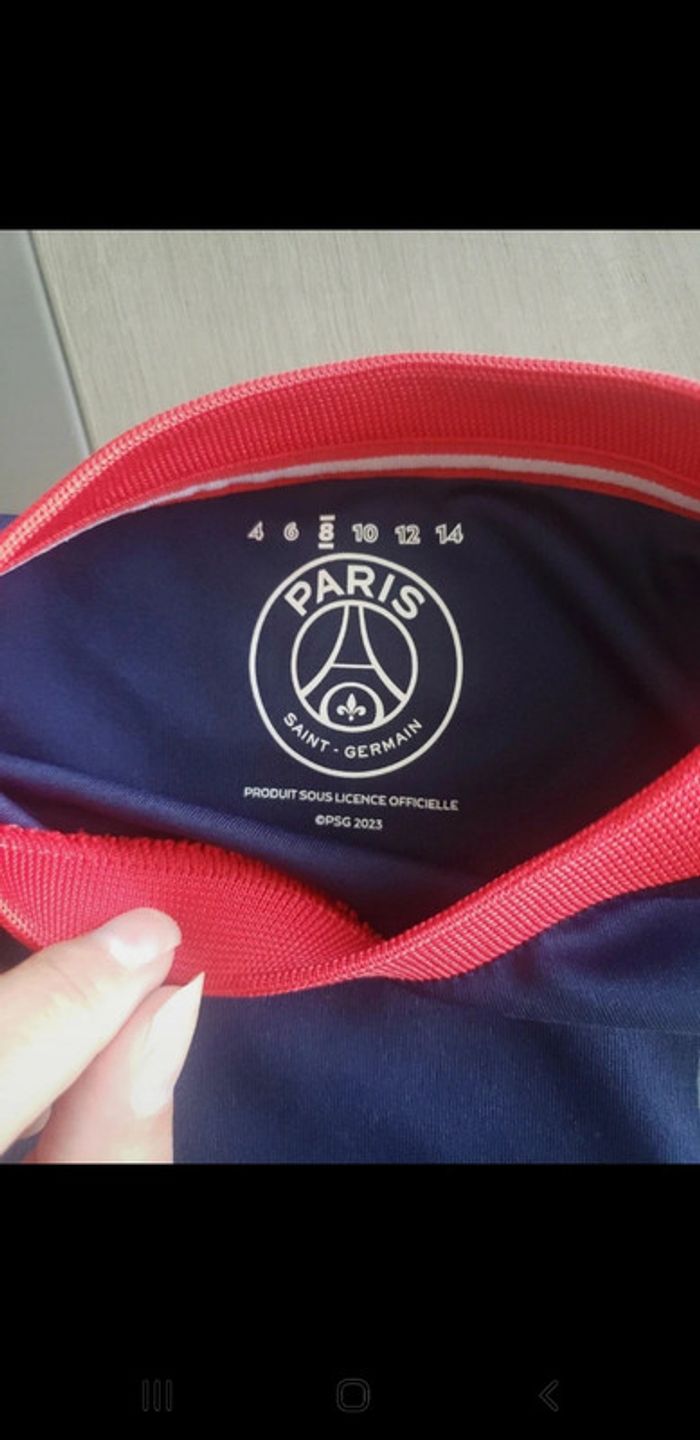 4 6 8 10 12 14
PARIS
SAINT - GERMAIN
PRODUIT SOUS LICENCE OFFICIELLE
©PSG 2023